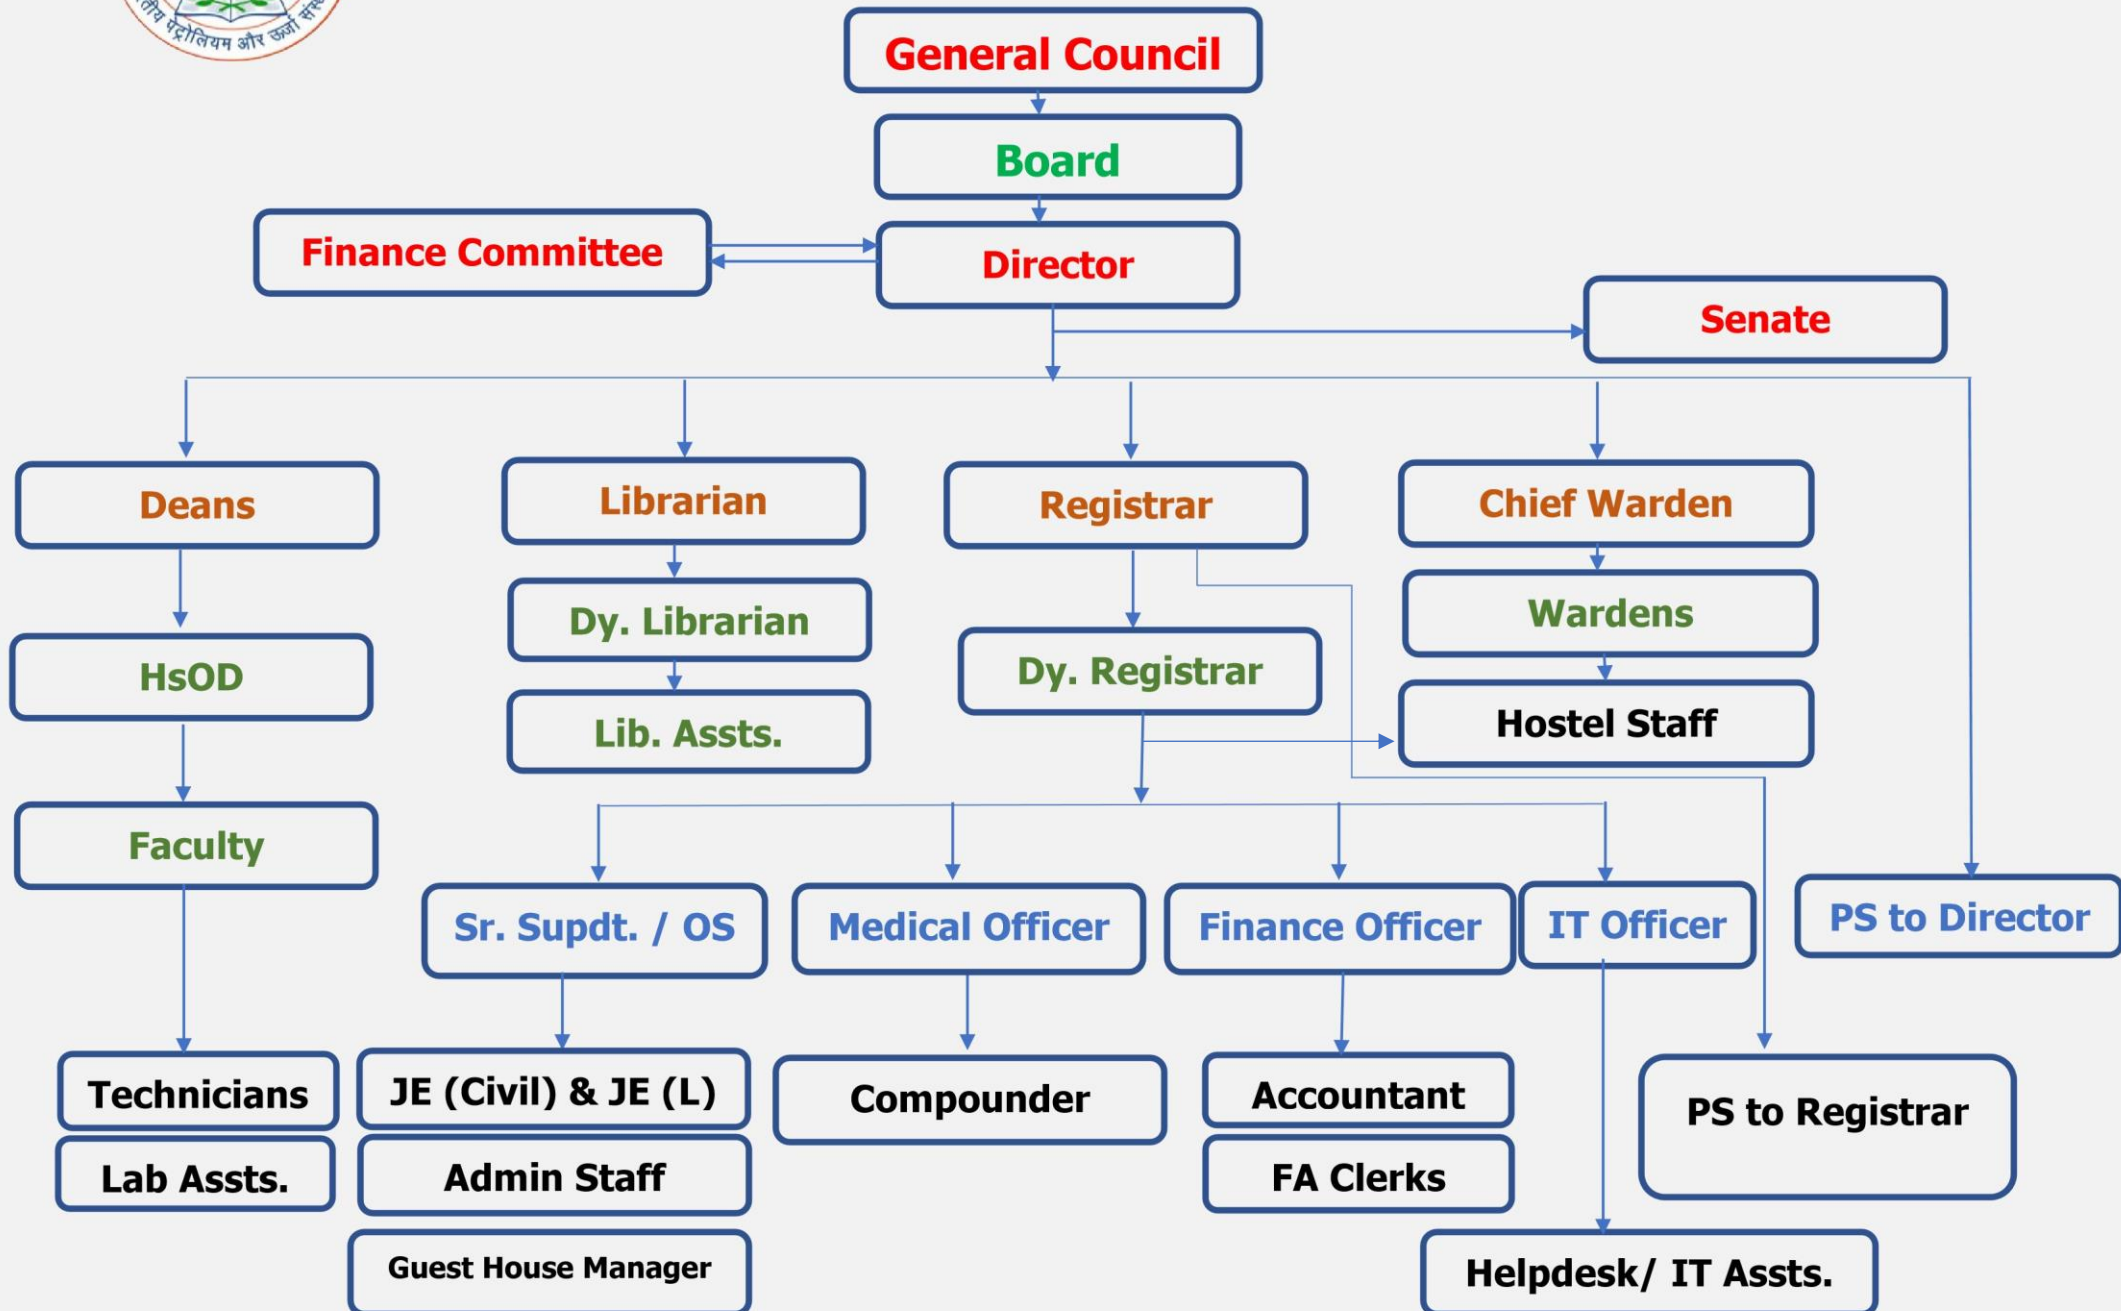 पेट्रोलियम और ऊर्जा
General Council
Board
Finance Committee
Director
Senate
Deans
Librarian
Registrar
Chief Warden
Dy. Librarian
Wardens
HsOD
Dy. Registrar
Lib. Assts.
Hostel Staff
Faculty
Sr. Supdt. / OS
Medical Officer
Finance Officer
IT Officer
PS to Director
Technicians
JE (Civil) & JE (L)
Compounder
Accountant
PS to Registrar
Lab Assts.
Admin Staff
FA Clerks
Guest House Manager
Helpdesk/ IT Assts.